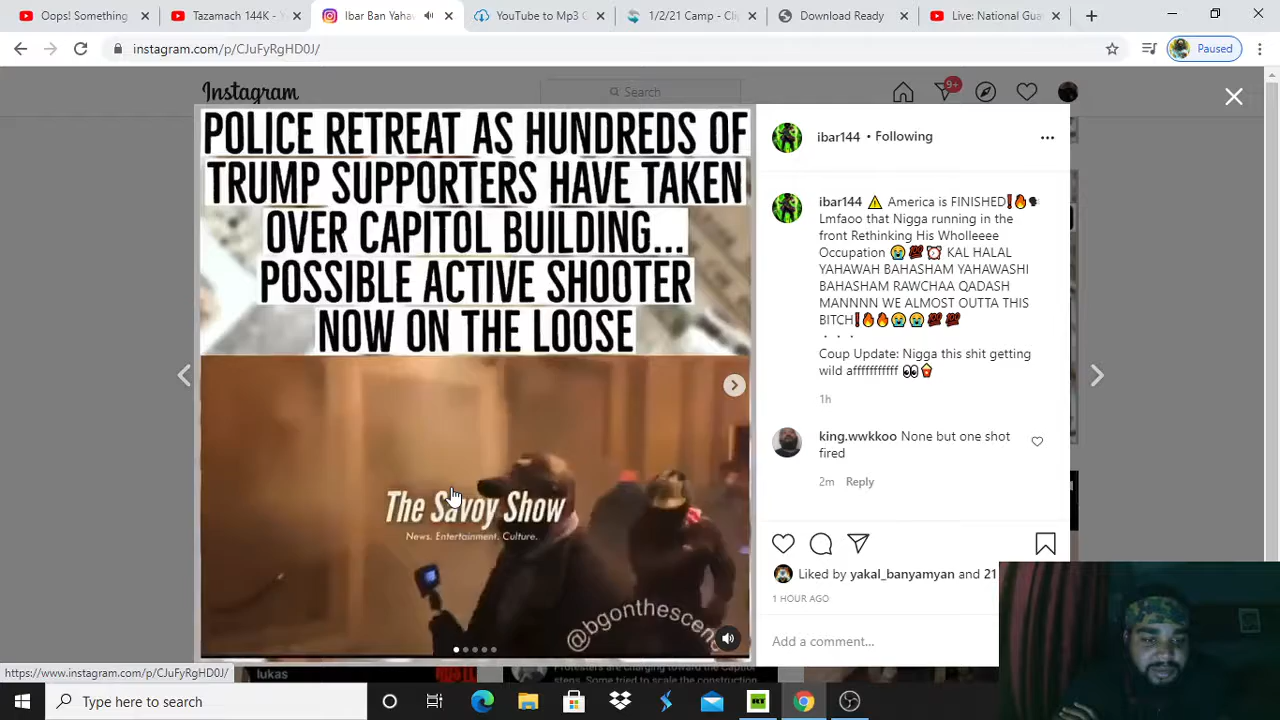 Oops! Something
Tazamach 144K - Y
Ibar Ban Yaha
YouTube to Mp3 C
1/2/21 Camp - Cli
Download Ready
Live: National Gua
instagram.com/p/CJuFyRgHD0J/
Paused
Instagram
Search
9+
POLICE RETREAT AS HUNDREDS OF
TRUMP SUPPORTERS HAVE TAKEN
OVER CAPITOL BUILDING...
POSSIBLE ACTIVE SHOOTER
NOW ON THE LOOSE
The Savoy Show
News. Entertainment. Culture.
@bgonthescene
ibar144 • Following
ibar144 ⚠️ America is FINISHED❗🔥🗣
Lmfaoo that Nigga running in the
front Rethinking His Wholleeee
Occupation 😭💯⏰ KAL HALAL
YAHAWAH BAHASHAM YAHAWASHI
BAHASHAM RAWCHAA QADASH
MANNNN WE ALMOST OUTTA THIS
BITCH❗🔥🔥😭😭💯💯
. . .
Coup Update: Nigga this shit getting
wild afffffffffff 👀🍿
1h
king.wwkkoo None but one shot
fired
2m Reply
Liked by yakal_banyamyan and 21
1 HOUR AGO
Add a comment...
lukas
Protesters are charging toward the Capitol
steps. Some tried to scale the construction
https://www.instagram.com/p/CJuFyRgHD0J/
Type here to search